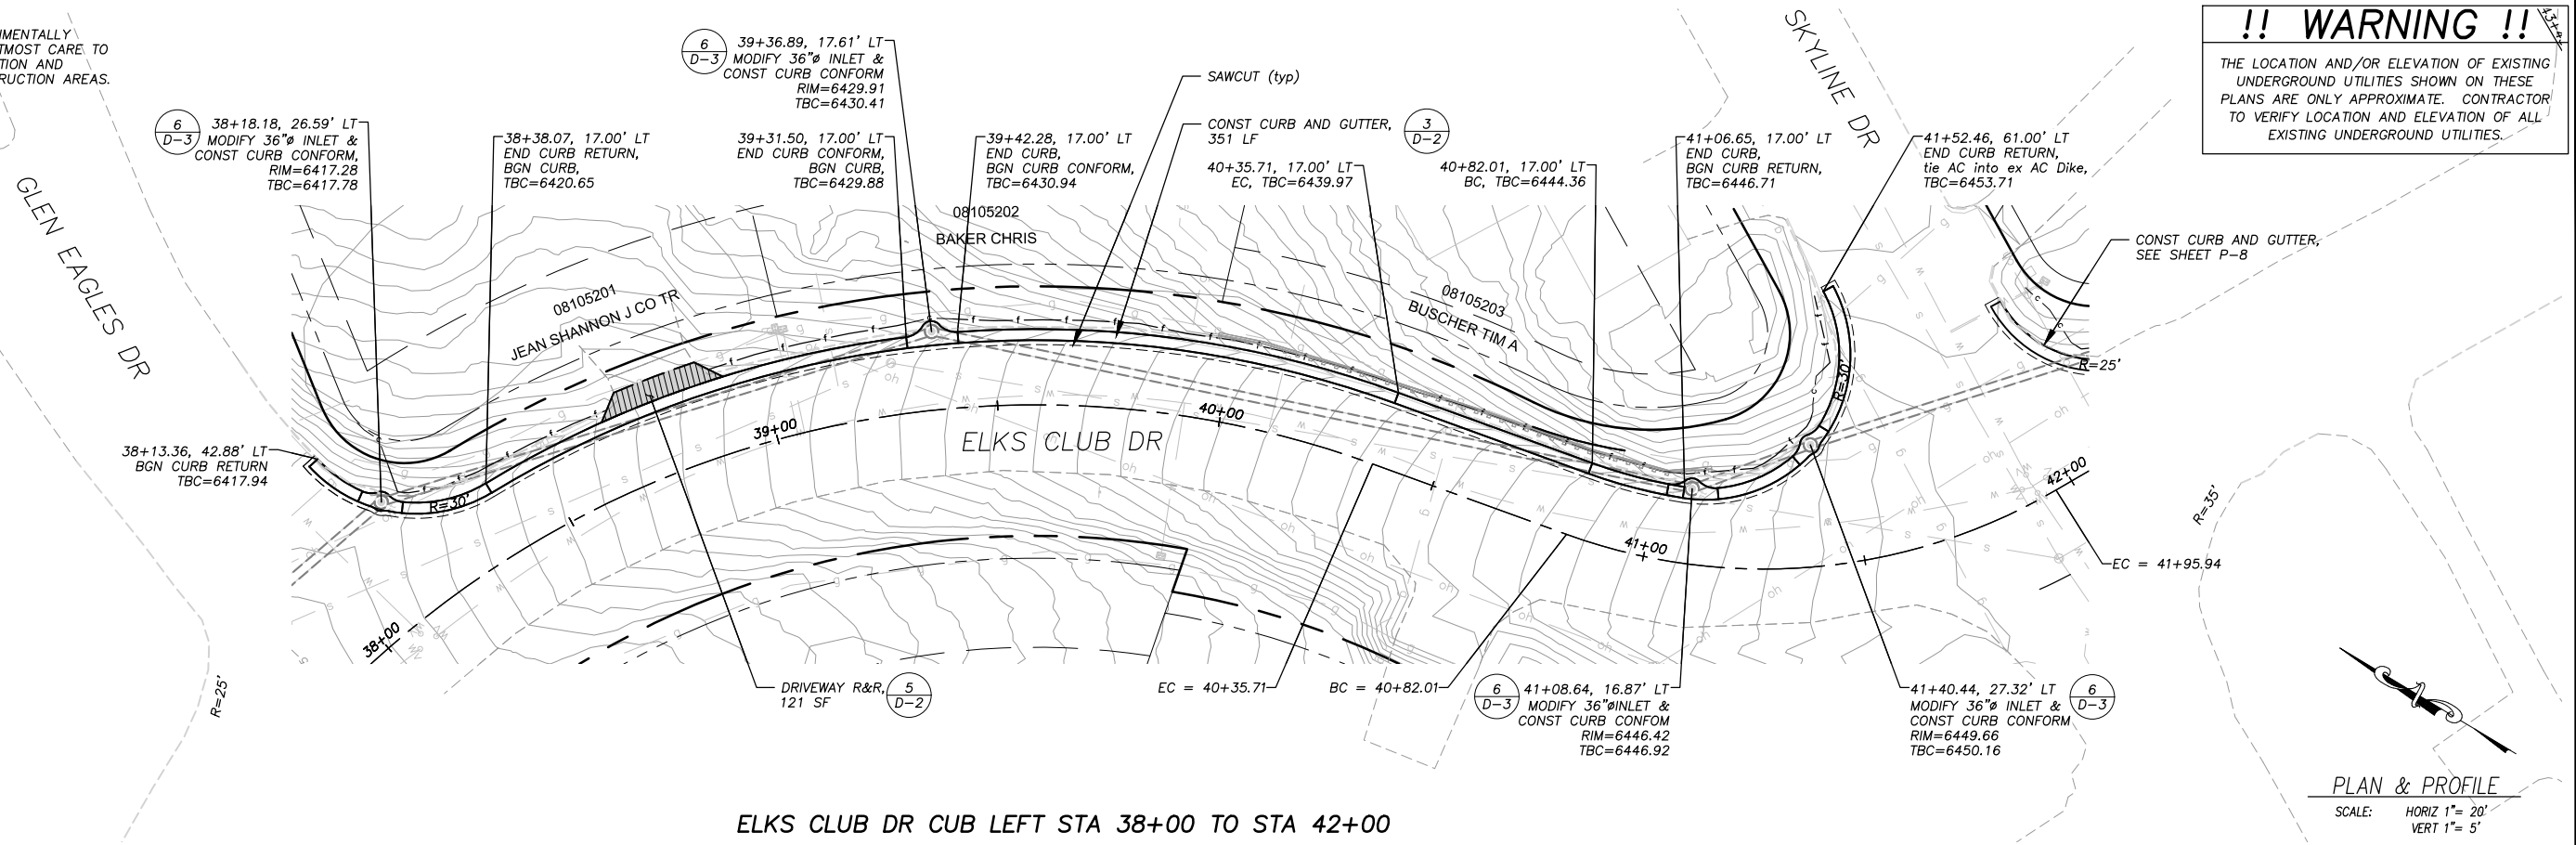 MENTALLY
TMOST CARE TO
TION AND
RUCTION AREAS.
6
D-3
38+18.18, 26.59' LT
MODIFY 36"ø INLET &
CONST CURB CONFORM,
RIM=6417.28
TBC=6417.78
38+38.07, 17.00' LT
END CURB RETURN,
BGN CURB,
TBC=6420.65
6
D-3
39+36.89, 17.61' LT
MODIFY 36"ø INLET &
CONST CURB CONFORM
RIM=6429.91
TBC=6430.41
39+31.50, 17.00' LT
END CURB CONFORM,
BGN CURB,
TBC=6429.88
39+42.28, 17.00' LT
END CURB,
BGN CURB CONFORM,
TBC=6430.94
SAWCUT (typ)
CONST CURB AND GUTTER,
351 LF
3
D-2
40+35.71, 17.00' LT
EC, TBC=6439.97
40+82.01, 17.00' LT
BC, TBC=6444.36
41+06.65, 17.00' LT
END CURB,
BGN CURB RETURN,
TBC=6446.71
41+52.46, 61.00' LT
END CURB RETURN,
tie AC into ex AC Dike,
TBC=6453.71
SKYLINE DR
!! WARNING !!
THE LOCATION AND/OR ELEVATION OF EXISTING
UNDERGROUND UTILITIES SHOWN ON THESE
PLANS ARE ONLY APPROXIMATE. CONTRACTOR
TO VERIFY LOCATION AND ELEVATION OF ALL
EXISTING UNDERGROUND UTILITIES.
GLEN EAGLES DR
08105202
BAKER CHRIS
08105201
JEAN SHANNON J CO TR
08105203
BUSCHER TIM A
CONST CURB AND GUTTER,
SEE SHEET P-8
R=25'
R=30'
38+13.36, 42.88' LT
BGN CURB RETURN
TBC=6417.94
R=30'
39+00
40+00
ELKS CLUB DR
41+00
42+00
38+00
R=35'
EC = 41+95.94
R=25'
DRIVEWAY R&R,
121 SF
5
D-2
EC = 40+35.71
BC = 40+82.01
6
D-3
41+08.64, 16.87' LT
MODIFY 36"øINLET &
CONST CURB CONFOM
RIM=6446.42
TBC=6446.92
41+40.44, 27.32' LT
MODIFY 36"ø INLET &
CONST CURB CONFORM
RIM=6449.66
TBC=6450.16
6
D-3
PLAN & PROFILE
SCALE: HORIZ 1"= 20'
VERT 1"= 5'
ELKS CLUB DR CUB LEFT STA 38+00 TO STA 42+00